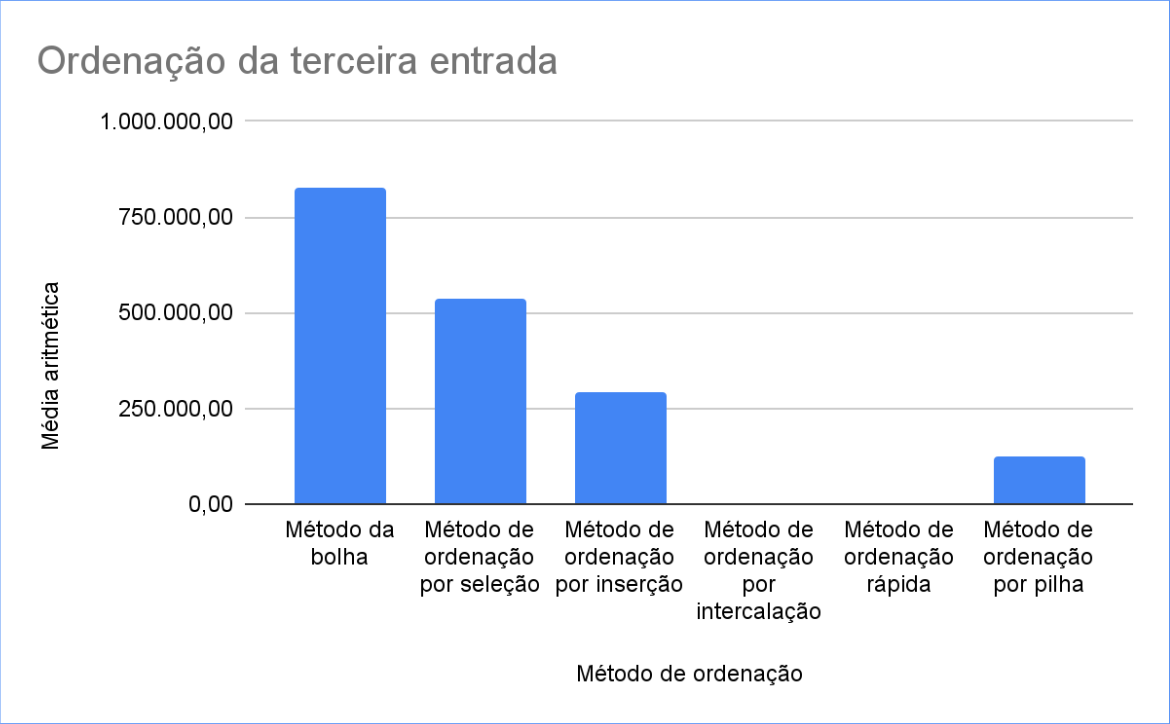 Ordenação da terceira entrada
1.000.000,00
750.000,00
500.000,00
250.000,00
0,00
Média aritmética
Método da
bolha
Método de
ordenação
por seleção
Método de
ordenação
por inserção
Método de
ordenação
por
intercalação
Método de
ordenação
rápida
Método de
ordenação
por pilha
Método de ordenação